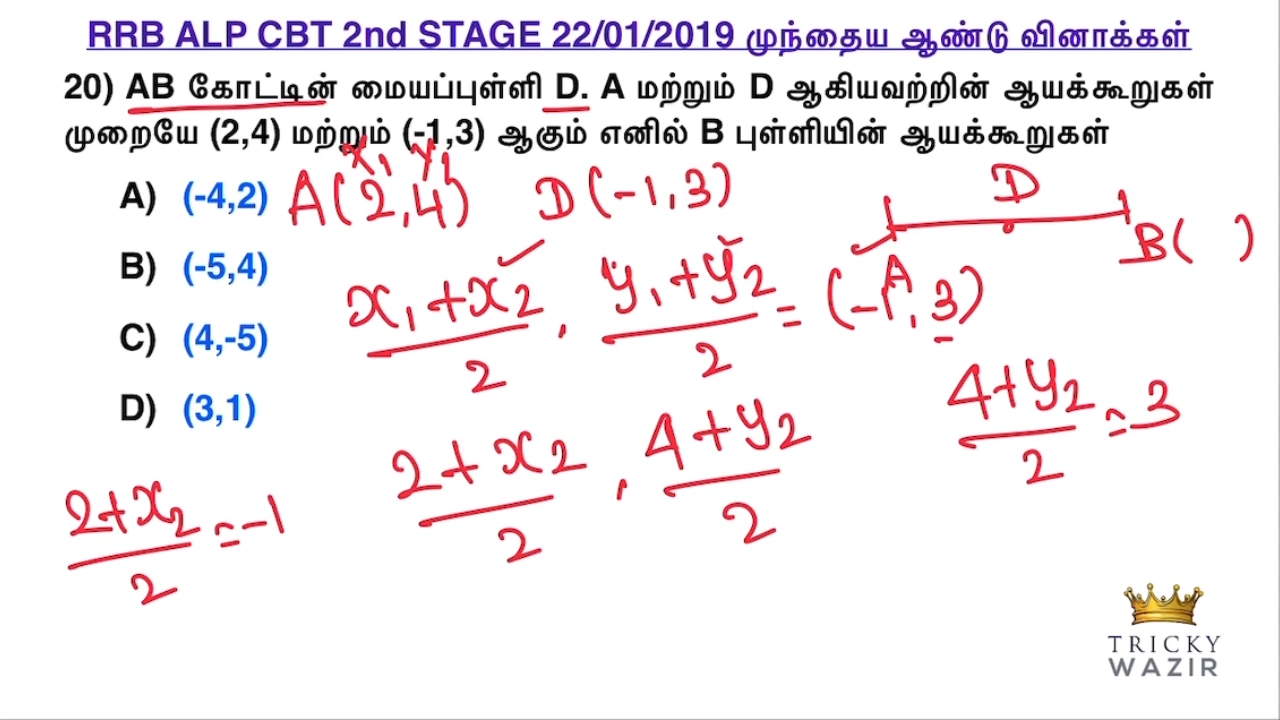 RRB ALP CBT 2nd STAGE 22/01/2019 முந்தைய ஆண்டு வினாக்கள்
20) AB கோட்டின் மையப்புள்ளி D. A மற்றும் D ஆகியவற்றின் ஆயக்கூறுகள்
முறையே (2,4) மற்றும் (-1,3) ஆகும் எனில் B புள்ளியின் ஆயக்கூறுகள்
A) (-4,2)
B) (-5,4)
C) (4,-5)
D) (3,1)
x₁ y₁
A(2,4) D(-1,3)
D
A B( )
x₁+x₂/2 , y₁+y₂/2 = (-1,3)
2+x₂/2 , 4+y₂/2
4+y₂/2 = 3
2+x₂/2 = -1
TRICKY
WAZIR